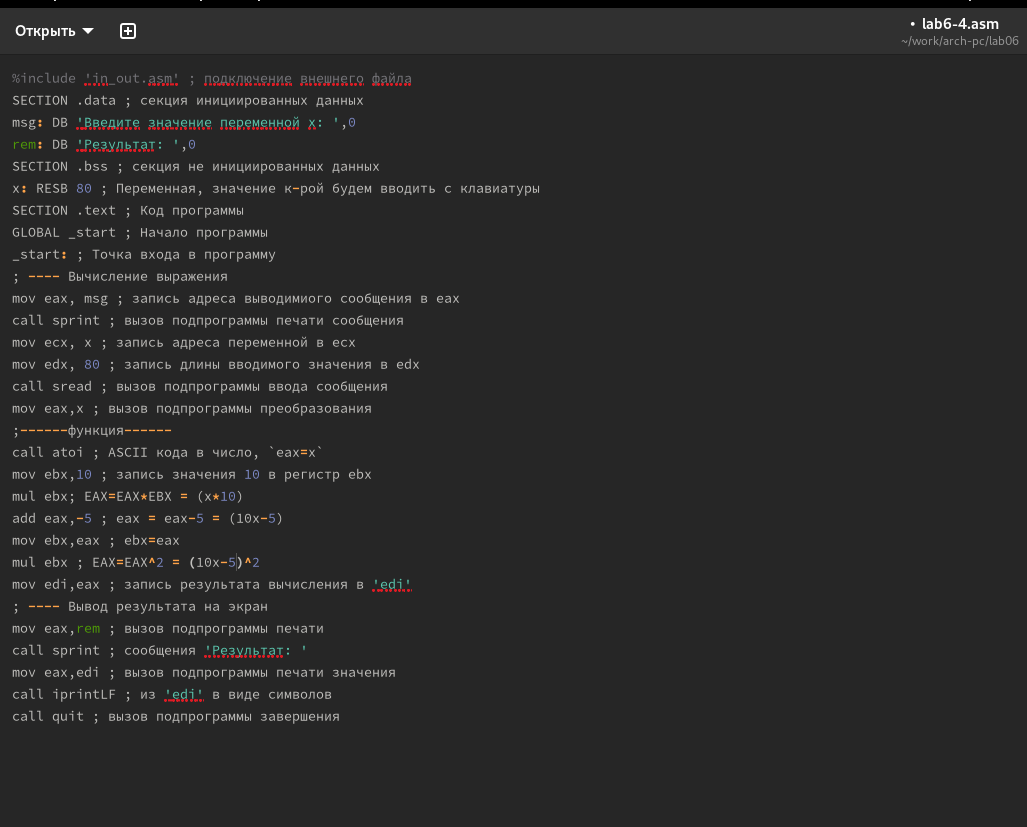 Открыть
• lab6-4.asm
~/work/arch-pc/lab06
%include 'in_out.asm' ; подключение внешнего файла
SECTION .data ; секция инициированных данных
msg: DB 'Введите значение переменной х: ',0
rem: DB 'Результат: ',0
SECTION .bss ; секция не инициированных данных
x: RESB 80 ; Переменная, значение к-рой будем вводить с клавиатуры
SECTION .text ; Код программы
GLOBAL _start ; Начало программы
_start: ; Точка входа в программу
; ---- Вычисление выражения
mov eax, msg ; запись адреса выводимиого сообщения в eax
call sprint ; вызов подпрограммы печати сообщения
mov ecx, x ; запись адреса переменной в ecx
mov edx, 80 ; запись длины вводимого значения в edx
call sread ; вызов подпрограммы ввода сообщения
mov eax,x ; вызов подпрограммы преобразования
;------функция------
call atoi ; ASCII кода в число, `eax=x`
mov ebx,10 ; запись значения 10 в регистр ebx
mul ebx; EAX=EAX*EBX = (x*10)
add eax,-5 ; eax = eax-5 = (10x-5)
mov ebx,eax ; ebx=eax
mul ebx ; EAX=EAX^2 = (10x-5)^2
mov edi,eax ; запись результата вычисления в 'edi'
; ---- Вывод результата на экран
mov eax,rem ; вызов подпрограммы печати
call sprint ; сообщения 'Результат: '
mov eax,edi ; вызов подпрограммы печати значения
call iprintLF ; из 'edi' в виде символов
call quit ; вызов подпрограммы завершения